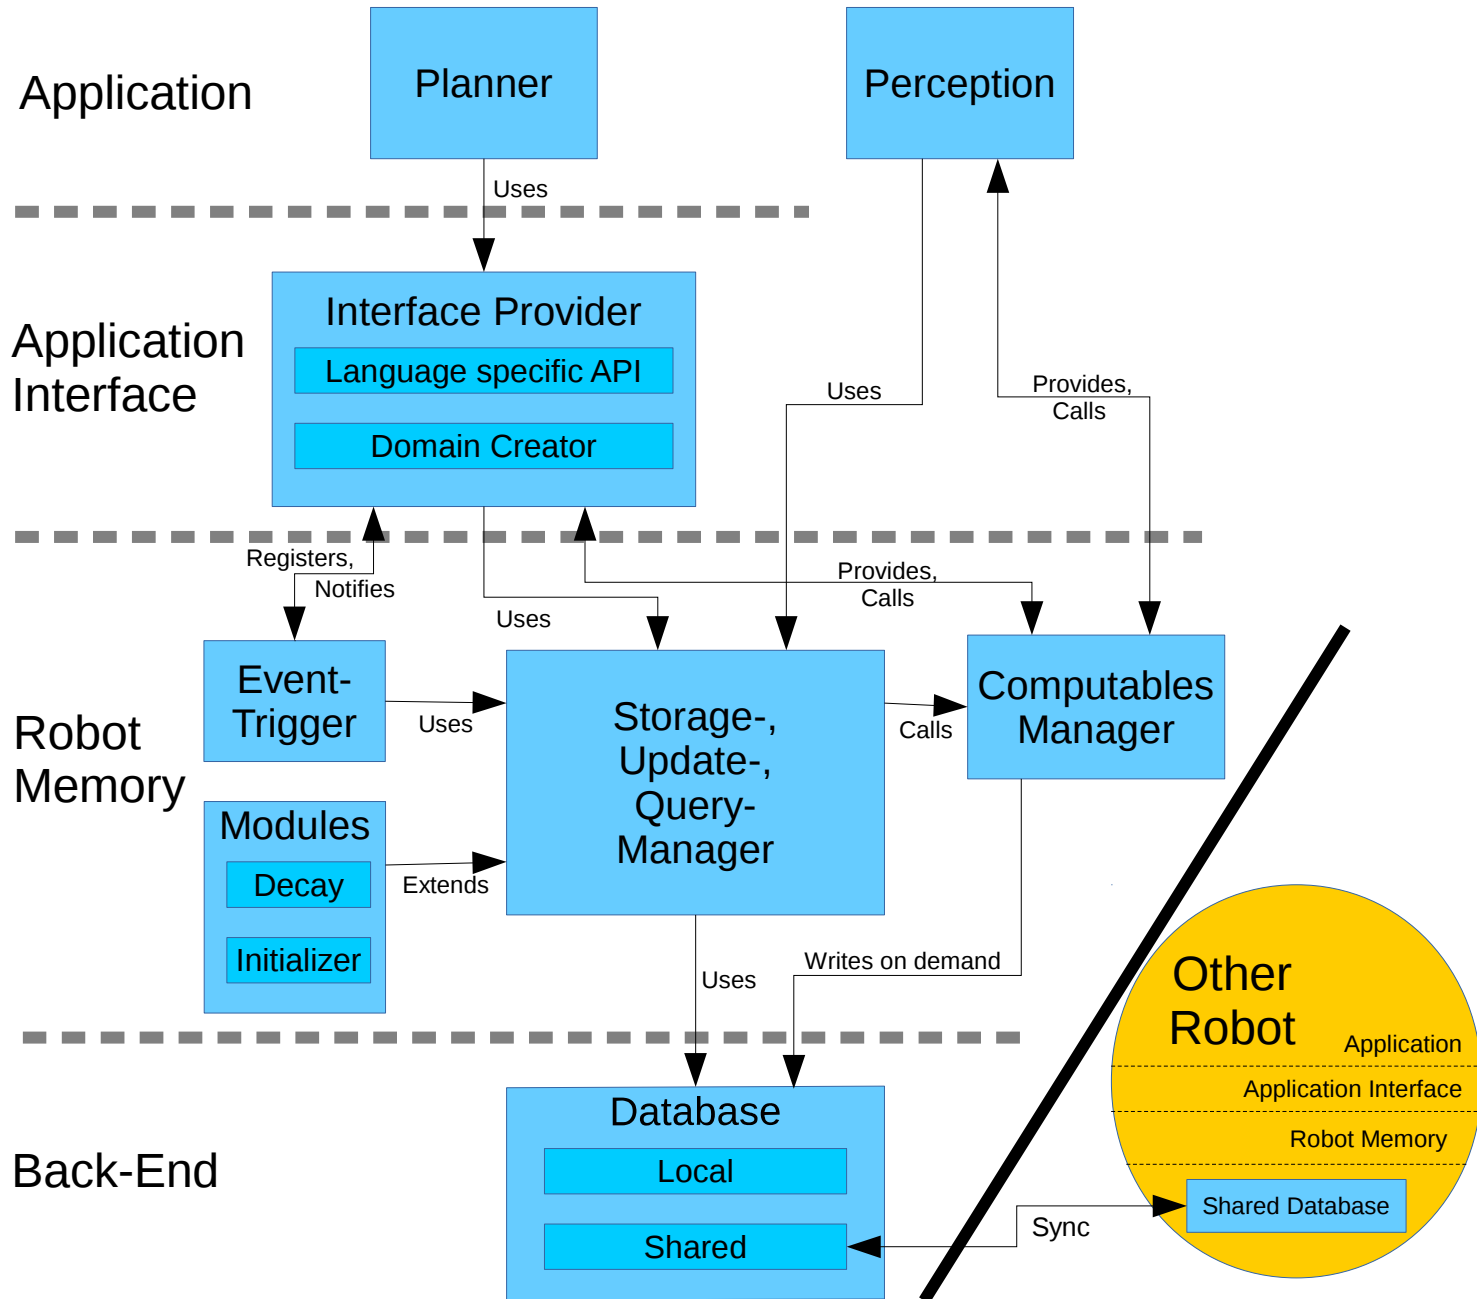 Application
Planner
Perception
Uses
Application
Interface
Interface Provider
Language specific API
Domain Creator
Uses
Provides,
Calls
Registers,
Notifies
Uses
Provides,
Calls
Robot
Memory
Event-
Trigger
Uses
Storage-,
Update-,
Query-
Manager
Calls
Computables
Manager
Modules
Decay
Initializer
Extends
Uses
Writes on demand
Back-End
Database
Local
Shared
Sync
Other
Robot
Application
Application Interface
Robot Memory
Shared Database